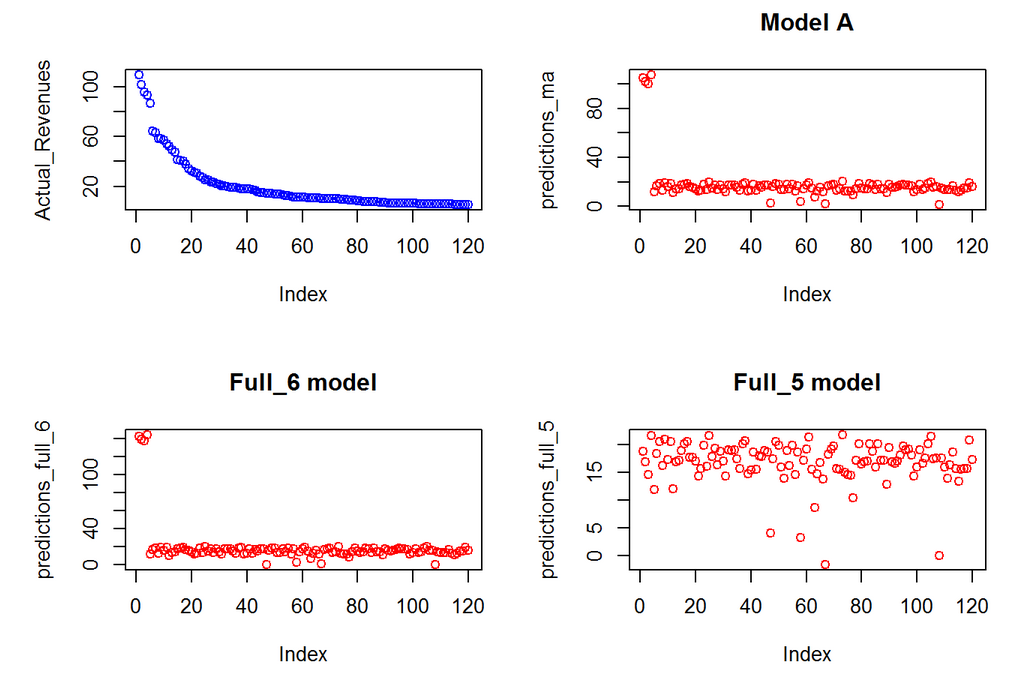 Actual_Revenues
20
60
100
0 20 40 60 80 100 120
Index
Model A
predictions_ma
0
40
80
0 20 40 60 80 100 120
Index
Full_6 model
predictions_full_6
0
40
100
0 20 40 60 80 100 120
Index
Full_5 model
predictions_full_5
0
5
15
0 20 40 60 80 100 120
Index